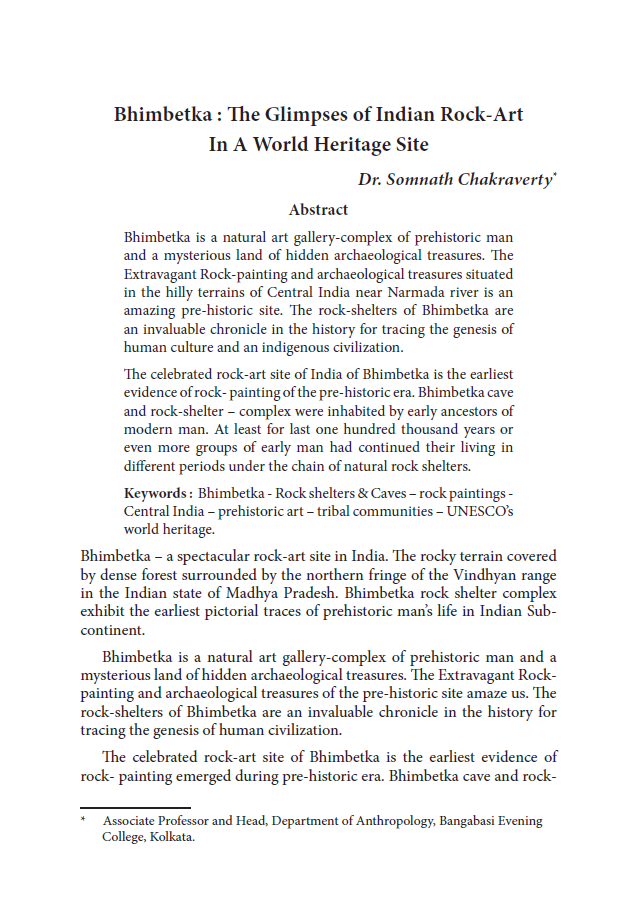 Bhimbetka : The Glimpses of Indian Rock-Art
In A World Heritage Site
Dr. Somnath Chakraverty*
Abstract
Bhimbetka is a natural art gallery-complex of prehistoric man
and a mysterious land of hidden archaeological treasures. The
Extravagant Rock-painting and archaeological treasures situated
in the hilly terrains of Central India near Narmada river is an
amazing pre-historic site. The rock-shelters of Bhimbetka are
an invaluable chronicle in the history for tracing the genesis of
human culture and an indigenous civilization.
The celebrated rock-art site of India of Bhimbetka is the earliest
evidence of rock- painting of the pre-historic era. Bhimbetka cave
and rock-shelter – complex were inhabited by early ancestors of
modern man. At least for last one hundred thousand years or
even more groups of early man had continued their living in
different periods under the chain of natural rock shelters.
Keywords : Bhimbetka - Rock shelters & Caves – rock paintings -
Central India – prehistoric art – tribal communities – UNESCO’s
world heritage.
Bhimbetka – a spectacular rock-art site in India. The rocky terrain covered
by dense forest surrounded by the northern fringe of the Vindhyan range
in the Indian state of Madhya Pradesh. Bhimbetka rock shelter complex
exhibit the earliest pictorial traces of prehistoric man’s life in Indian Sub-
continent.
Bhimbetka is a natural art gallery-complex of prehistoric man and a
mysterious land of hidden archaeological treasures. The Extravagant Rock-
painting and archaeological treasures of the pre-historic site amaze us. The
rock-shelters of Bhimbetka are an invaluable chronicle in the history for
tracing the genesis of human civilization.
The celebrated rock-art site of Bhimbetka is the earliest evidence of
rock- painting emerged during pre-historic era. Bhimbetka cave and rock-
* Associate Professor and Head, Department of Anthropology, Bangabasi Evening
College, Kolkata.